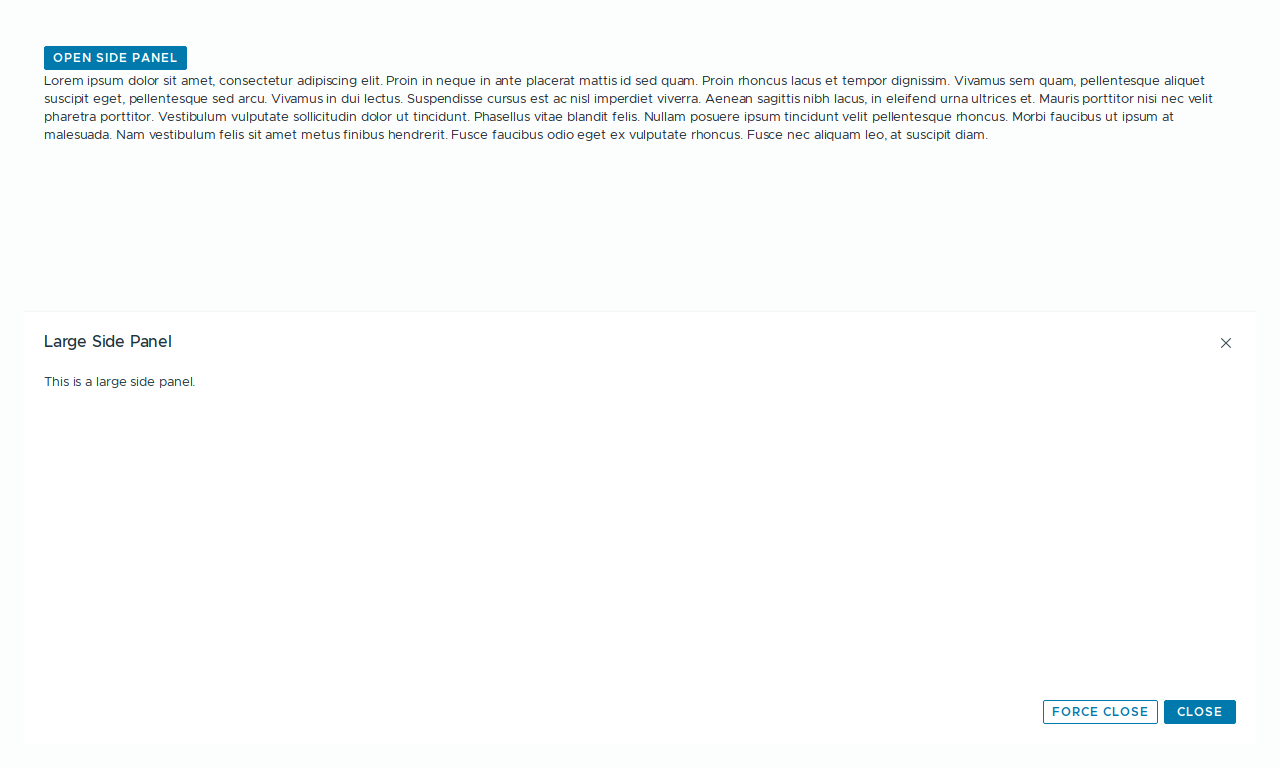 OPEN SIDE PANEL
Lorem ipsum dolor sit amet, consectetur adipiscing elit. Proin in neque in ante placerat mattis id sed quam. Proin rhoncus lacus et tempor dignissim. Vivamus sem quam, pellentesque aliquet
suscipit eget, pellentesque sed arcu. Vivamus in dui lectus. Suspendisse cursus est ac nisl imperdiet viverra. Aenean sagittis nibh lacus, in eleifend urna ultrices et. Mauris porttitor nisi nec velit
pharetra porttitor. Vestibulum vulputate sollicitudin dolor ut tincidunt. Phasellus vitae blandit felis. Nullam posuere ipsum tincidunt velit pellentesque rhoncus. Morbi faucibus ut ipsum at
malesuada. Nam vestibulum felis sit amet metus finibus hendrerit. Fusce faucibus odio eget ex vulputate rhoncus. Fusce nec aliquam leo, at suscipit diam.
Large Side Panel
This is a large side panel.
FORCE CLOSE CLOSE